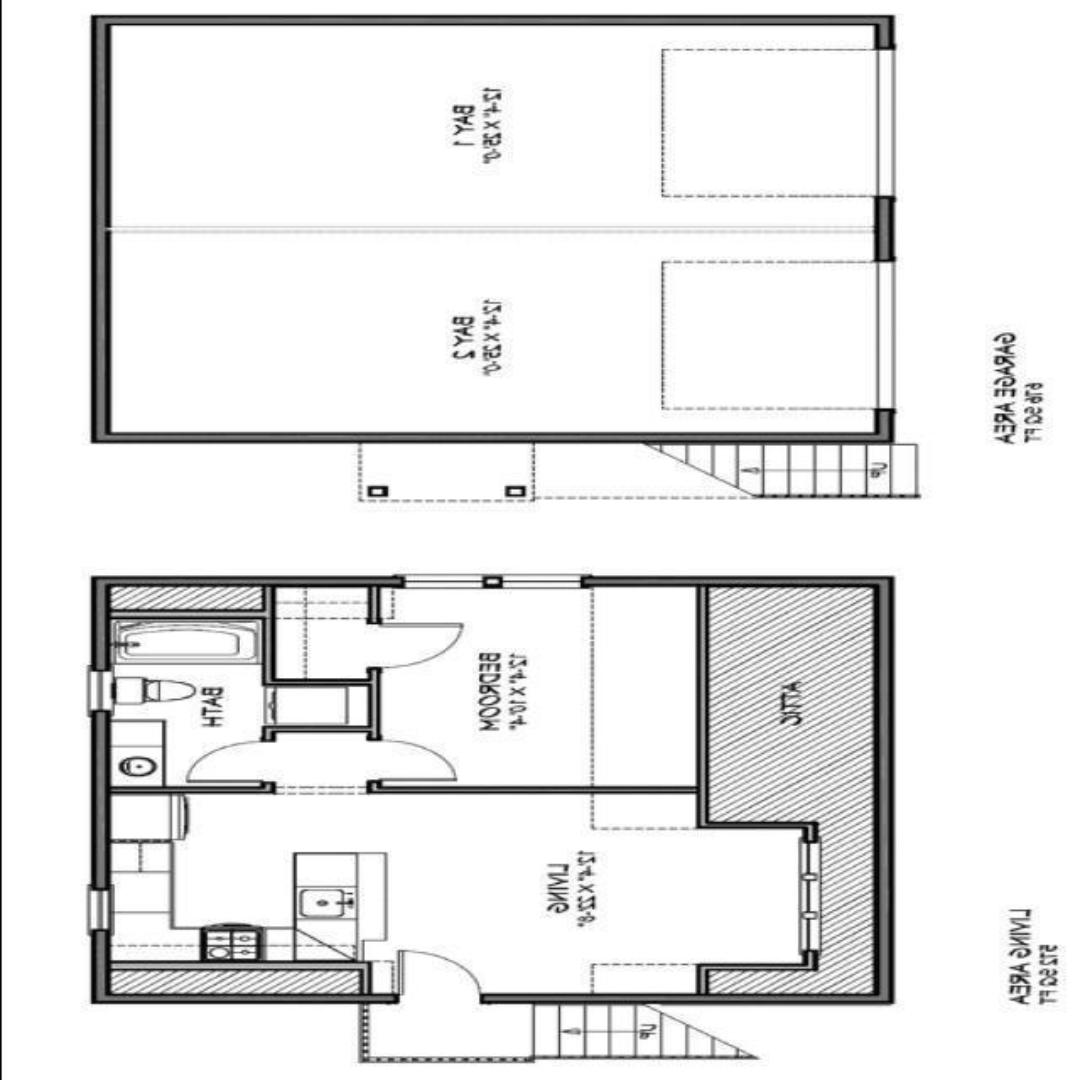 BAY 1
12'-4" X 25'-0"
BAY 2
12'-4" X 25'-0"
UP
GARAGE AREA
676 SQ FT
BATH
BEDROOM
12'-4" X 10'-4"
ATTIC
LIVING
12'-4" X 22'-8"
UP
LIVING AREA
572 SQ FT